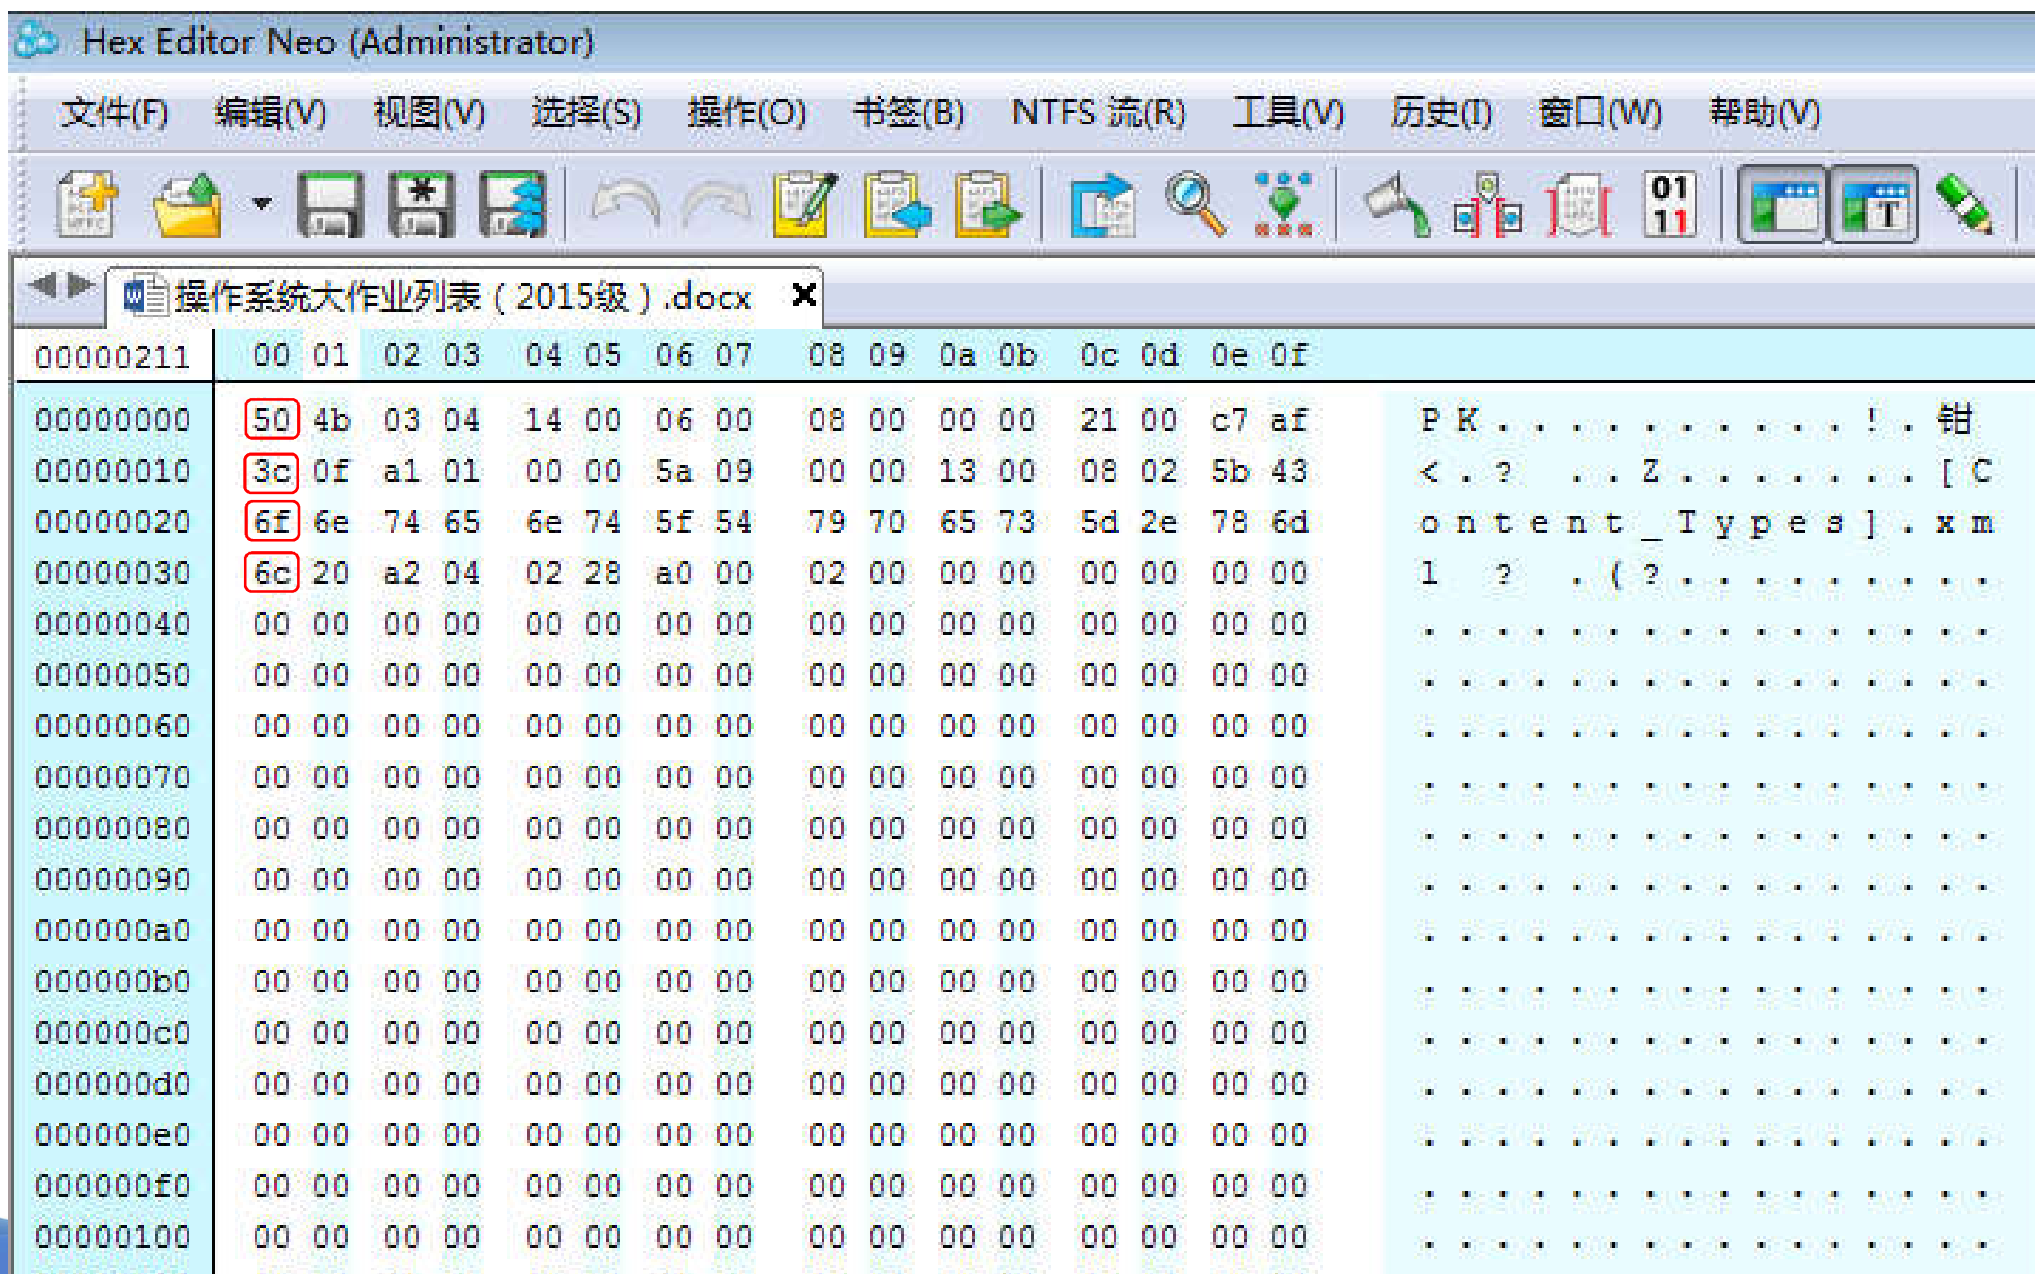 Hex Editor Neo (Administrator)
文件(F) 编辑(V) 视图(V) 选择(S) 操作(O) 书签(B) NTFS 流(R) 工具(V) 历史(I) 窗口(W) 帮助(V)
01
11
T
操作系统大作业列表（2015级）.docx
00000211 00 01 02 03 04 05 06 07 08 09 0a 0b 0c 0d 0e 0f
00000000 50 4b 03 04 14 00 06 00 08 00 00 00 21 00 c7 af P K . . . . . . . . . . ! . 钳
00000010 3c 0f a1 01 00 00 5a 09 00 00 13 00 08 02 5b 43 < . ? . . Z . . . . . . . [ C
00000020 6f 6e 74 65 6e 74 5f 54 79 70 65 73 5d 2e 78 6d o n t e n t _ T y p e s ] . x m
00000030 6c 20 a2 04 02 28 a0 00 02 00 00 00 00 00 00 00 l ? . ( ? . . . . . . . . .
00000040 00 00 00 00 00 00 00 00 00 00 00 00 00 00 00 00 . . . . . . . . . . . . . . . .
00000050 00 00 00 00 00 00 00 00 00 00 00 00 00 00 00 00 . . . . . . . . . . . . . . . .
00000060 00 00 00 00 00 00 00 00 00 00 00 00 00 00 00 00 . . . . . . . . . . . . . . . .
00000070 00 00 00 00 00 00 00 00 00 00 00 00 00 00 00 00 . . . . . . . . . . . . . . . .
00000080 00 00 00 00 00 00 00 00 00 00 00 00 00 00 00 00 . . . . . . . . . . . . . . . .
00000090 00 00 00 00 00 00 00 00 00 00 00 00 00 00 00 00 . . . . . . . . . . . . . . . .
000000a0 00 00 00 00 00 00 00 00 00 00 00 00 00 00 00 00 . . . . . . . . . . . . . . . .
000000b0 00 00 00 00 00 00 00 00 00 00 00 00 00 00 00 00 . . . . . . . . . . . . . . . .
000000c0 00 00 00 00 00 00 00 00 00 00 00 00 00 00 00 00 . . . . . . . . . . . . . . . .
000000d0 00 00 00 00 00 00 00 00 00 00 00 00 00 00 00 00 . . . . . . . . . . . . . . . .
000000e0 00 00 00 00 00 00 00 00 00 00 00 00 00 00 00 00 . . . . . . . . . . . . . . . .
000000f0 00 00 00 00 00 00 00 00 00 00 00 00 00 00 00 00 . . . . . . . . . . . . . . . .
00000100 00 00 00 00 00 00 00 00 00 00 00 00 00 00 00 00 . . . . . . . . . . . . . . . .